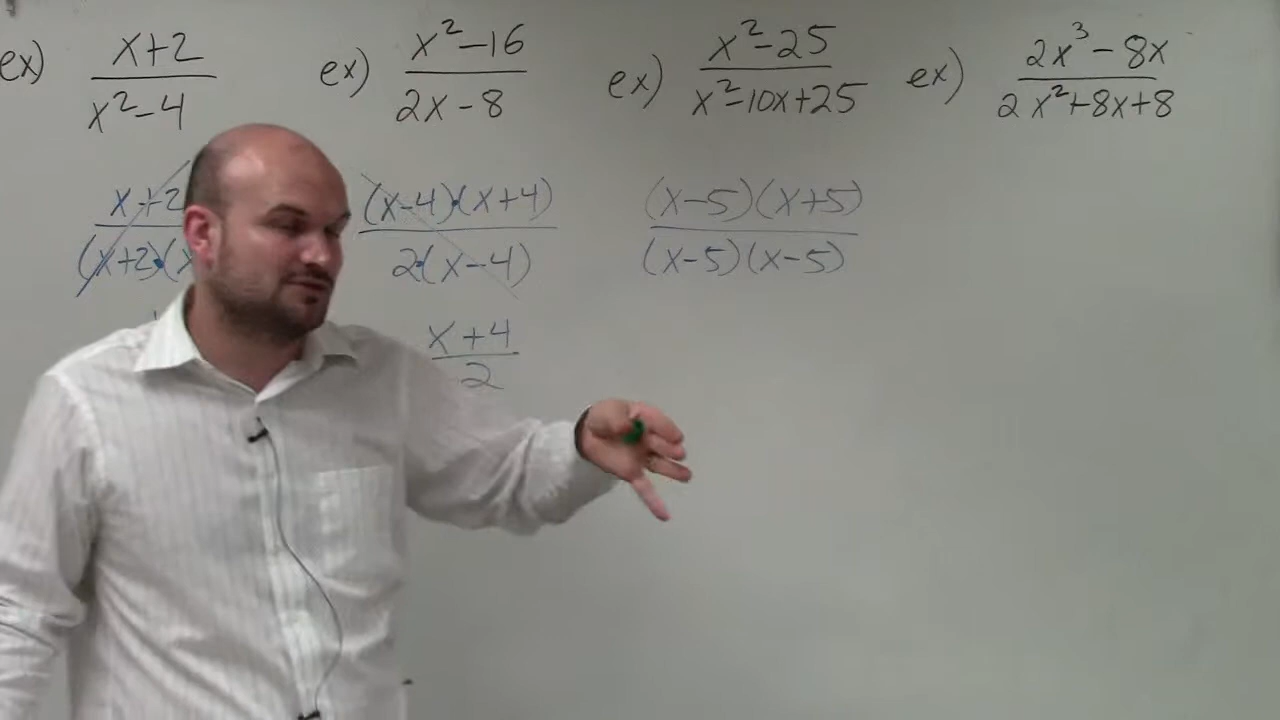 ex) x+2 / x²-4
ex) x²-16 / 2x-8
ex) x²-25 / x²-10x+25
ex) 2x³-8x / 2x²+8x+8
x+2 / (x+2)·(x
(x-4)·(x+4) / 2·(x-4)
(x-5)(x+5) / (x-5)(x-5)
x+4 / 2